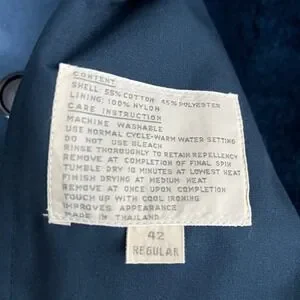 CONTENT
SHELL: 55% COTTON 45% POLYESTER
LINING: 100% NYLON
CARE INSTRUCTION
MACHINE WASHABLE
USE NORMAL CYCLE-WARM WATER SETTING
DO NOT USE BLEACH
RINSE THOROUGHLY TO RETAIN REPELLENCY
REMOVE AT COMPLETION OF FINAL SPIN
TUMBLE DRY 10 MINUTES AT LOWEST HEAT
FINISH DRYING AT MEDIUM HEAT
REMOVE AT ONCE UPON COMPLETION
TOUCH UP WITH COOL IRONING
IMPROVES APPEARANCE
MADE IN THAILAND
42
REGULAR